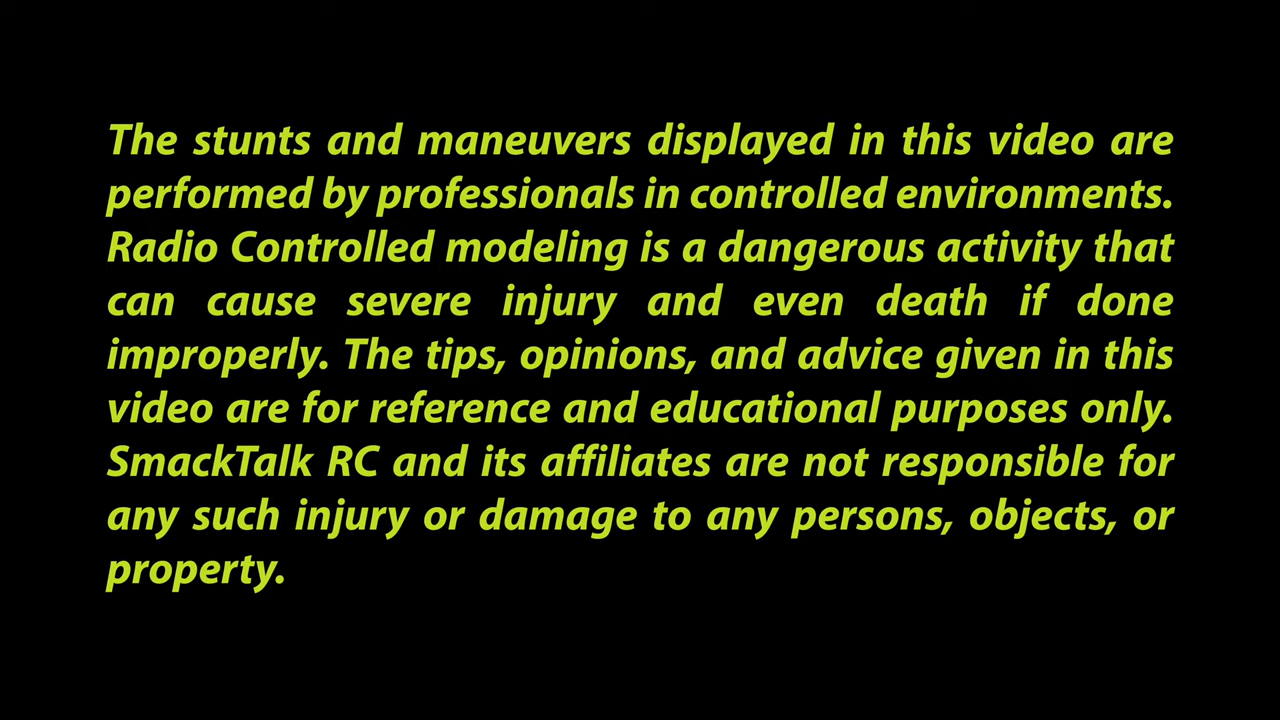 The stunts and maneuvers displayed in this video are
performed by professionals in controlled environments.
Radio Controlled modeling is a dangerous activity that
can cause severe injury and even death if done
improperly. The tips, opinions, and advice given in this
video are for reference and educational purposes only.
SmackTalk RC and its affiliates are not responsible for
any such injury or damage to any persons, objects, or
property.